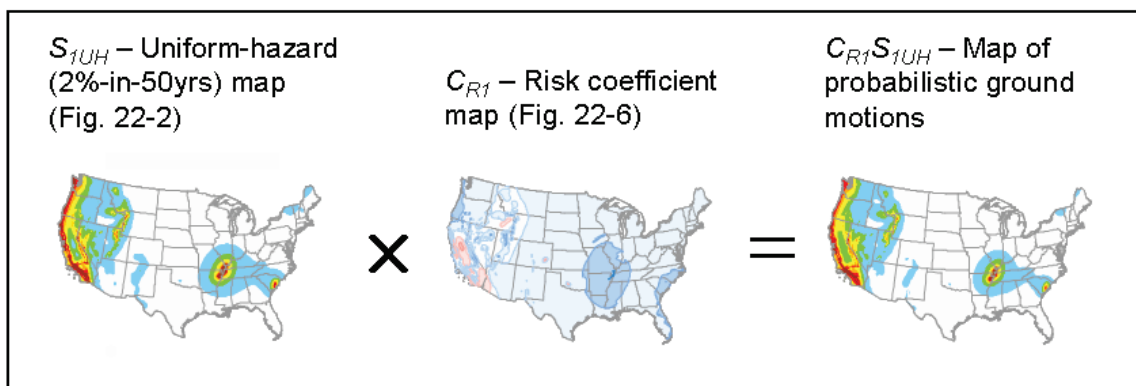 S1UH – Uniform-hazard
(2%-in-50yrs) map
(Fig. 22-2)
CR1 – Risk coefficient
map (Fig. 22-6)
CR1S1UH – Map of
probabilistic ground
motions
× =